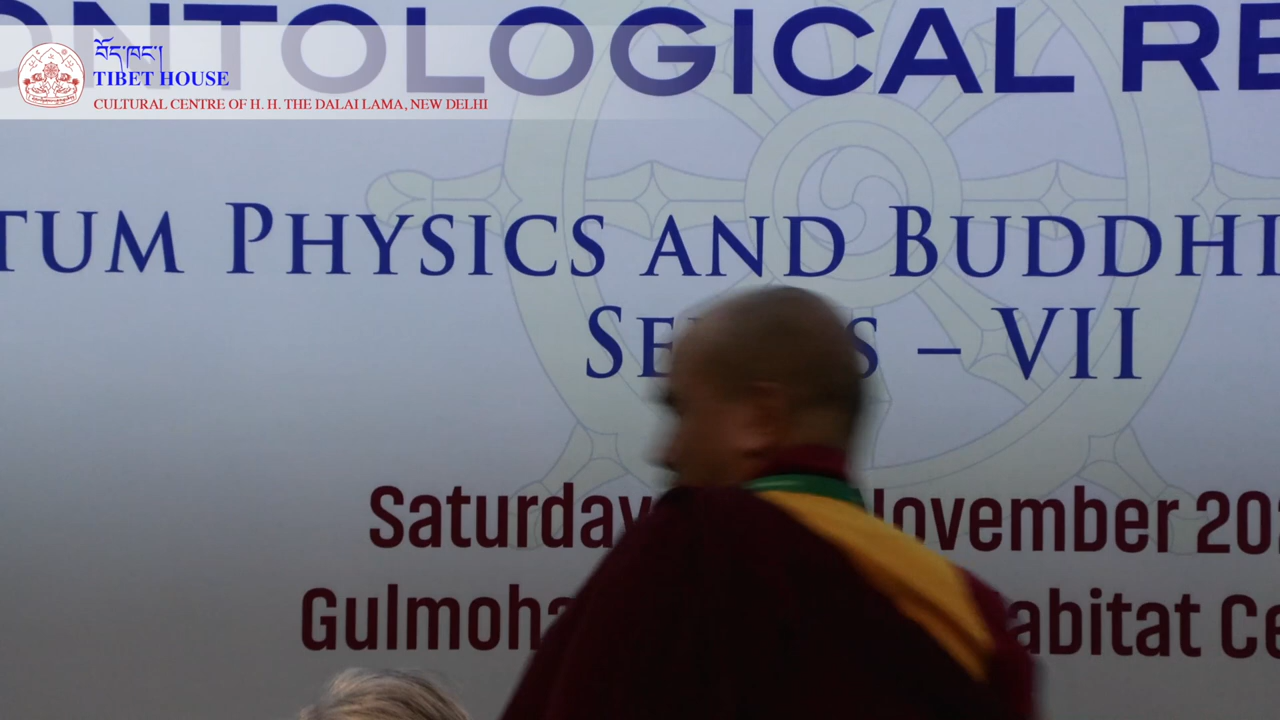 ONTOLOGICAL RE
བོད་ཁང་།
TIBET HOUSE
CULTURAL CENTRE OF H. H. THE DALAI LAMA, NEW DELHI
TUM PHYSICS AND BUDDHI
SE S – VII
Saturday ovember 202
Gulmoha abitat Ce